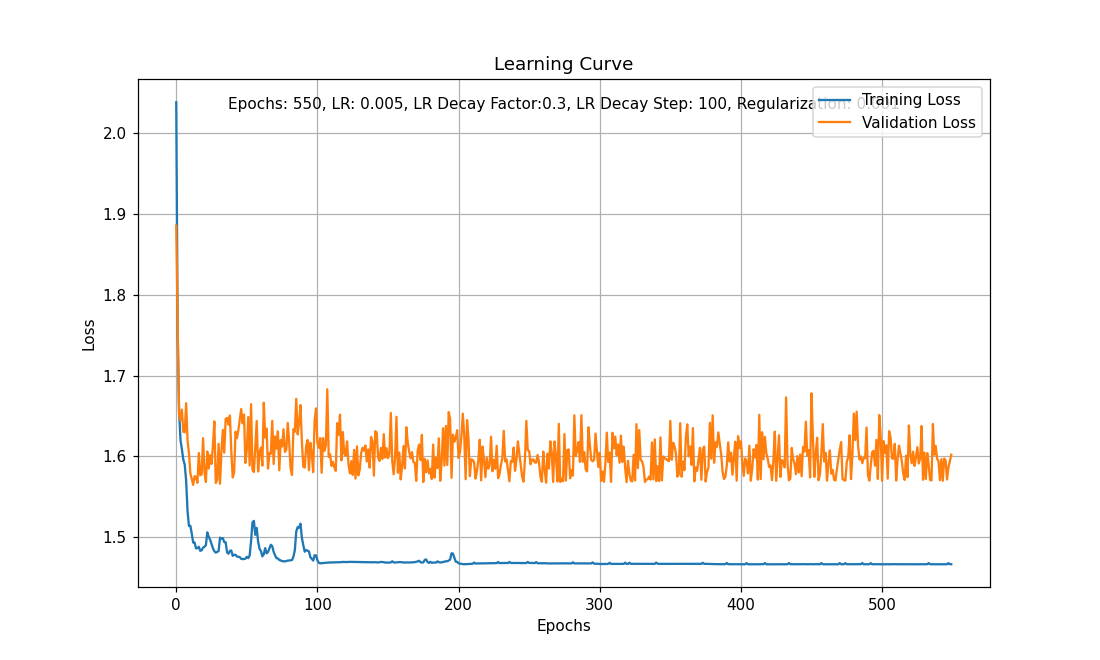 Learning Curve
Epochs: 550, LR: 0.005, LR Decay Factor:0.3, LR Decay Step: 100, Regularization: 0.001
Training Loss
Validation Loss
2.0
1.9
1.8
1.7
1.6
1.5
Loss
0 100 200 300 400 500
Epochs